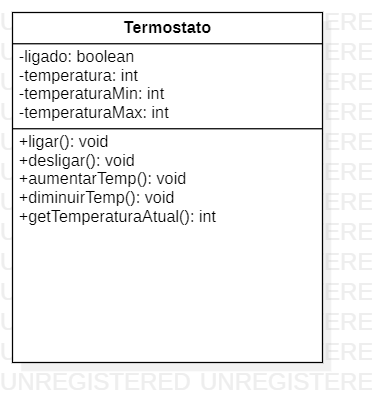 Termostato
-ligado: boolean
-temperatura: int
-temperaturaMin: int
-temperaturaMax: int
+ligar(): void
+desligar(): void
+aumentarTemp(): void
+diminuirTemp(): void
+getTemperaturaAtual(): int
UNREGISTERED UNREGISTERE